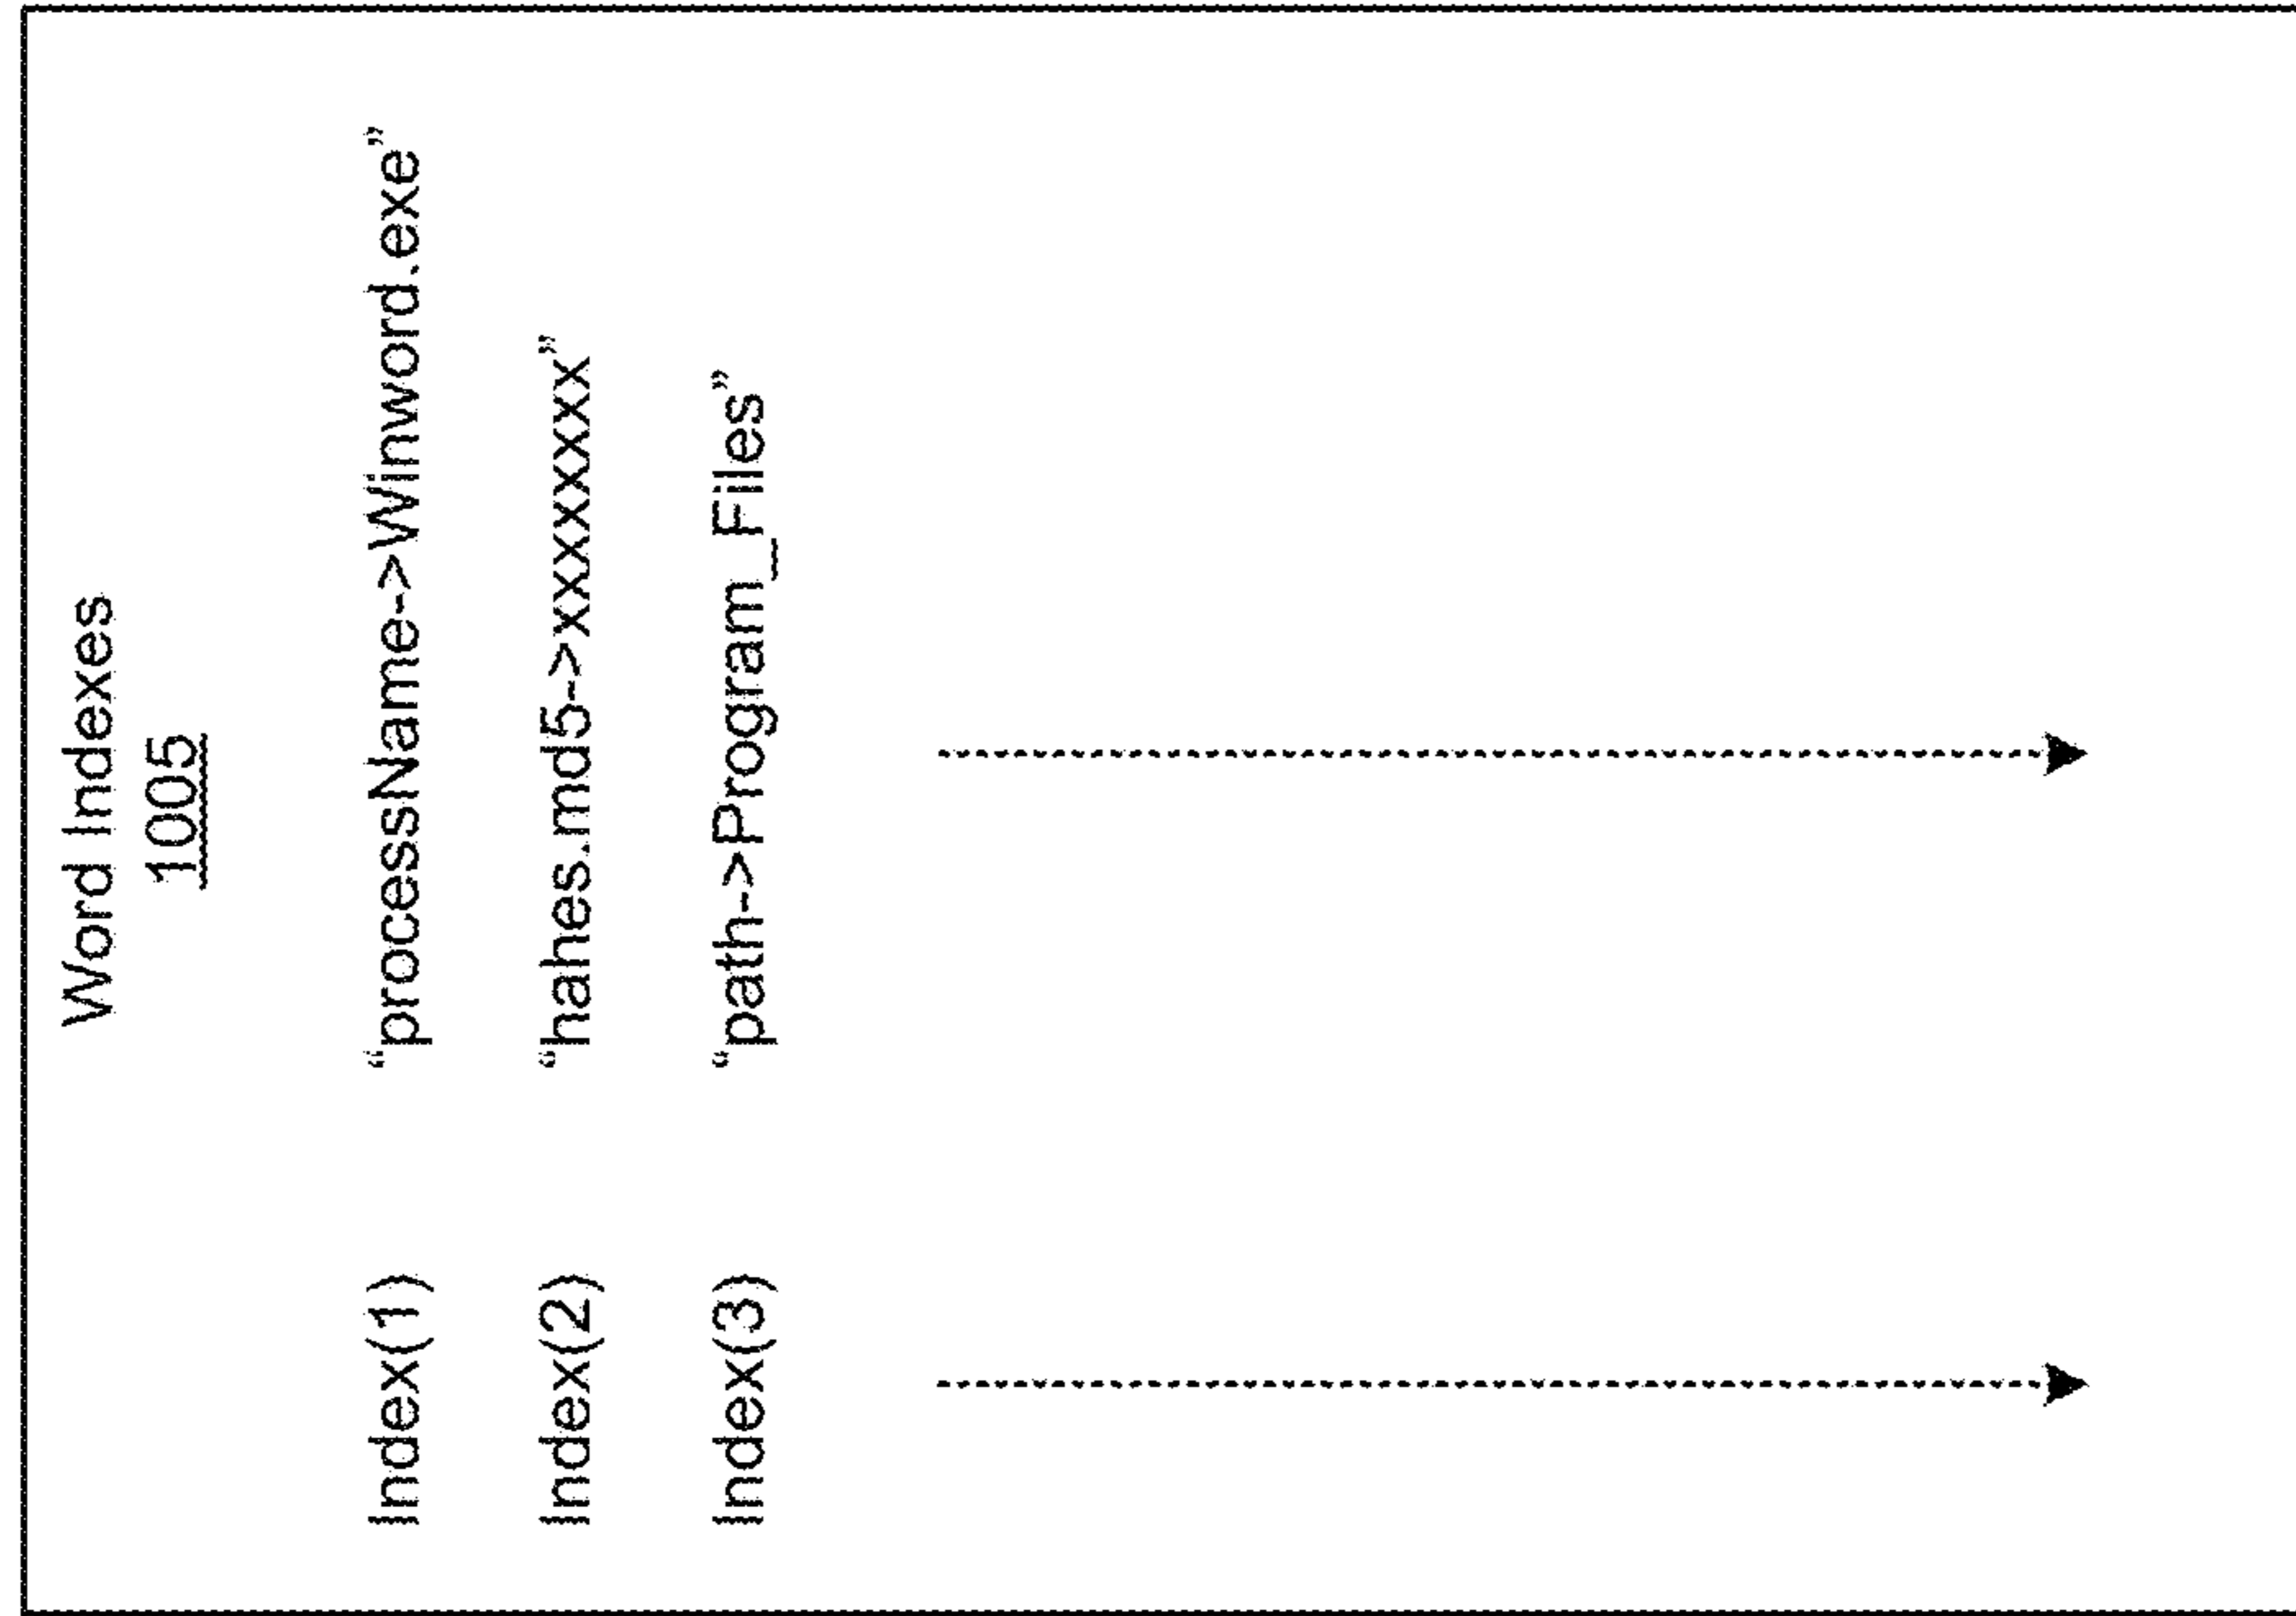 Word Indexes
1005
Index(1) “processName->Winword.exe”
Index(2) “hahes.md5->xxxxxxxx”
Index(3) “path->Program_Files”